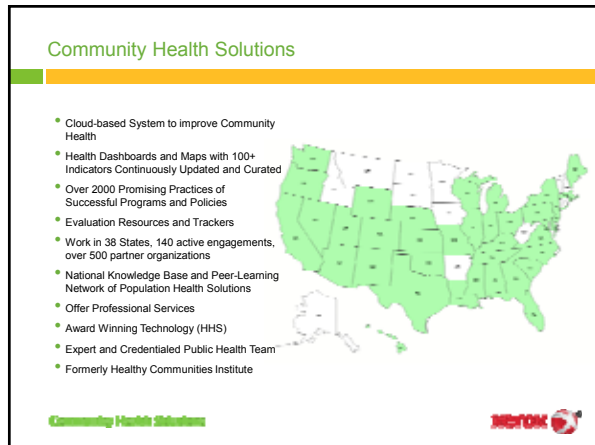 Community Health Solutions
• Cloud-based System to improve Community
Health
• Health Dashboards and Maps with 100+
Indicators Continuously Updated and Curated
• Over 2000 Promising Practices of
Successful Programs and Policies
• Evaluation Resources and Trackers
• Work in 38 States, 140 active engagements,
over 500 partner organizations
• National Knowledge Base and Peer-Learning
Network of Population Health Solutions
• Offer Professional Services
• Award Winning Technology (HHS)
• Expert and Credentialed Public Health Team
• Formerly Healthy Communities Institute
Community Health Solutions
xerox